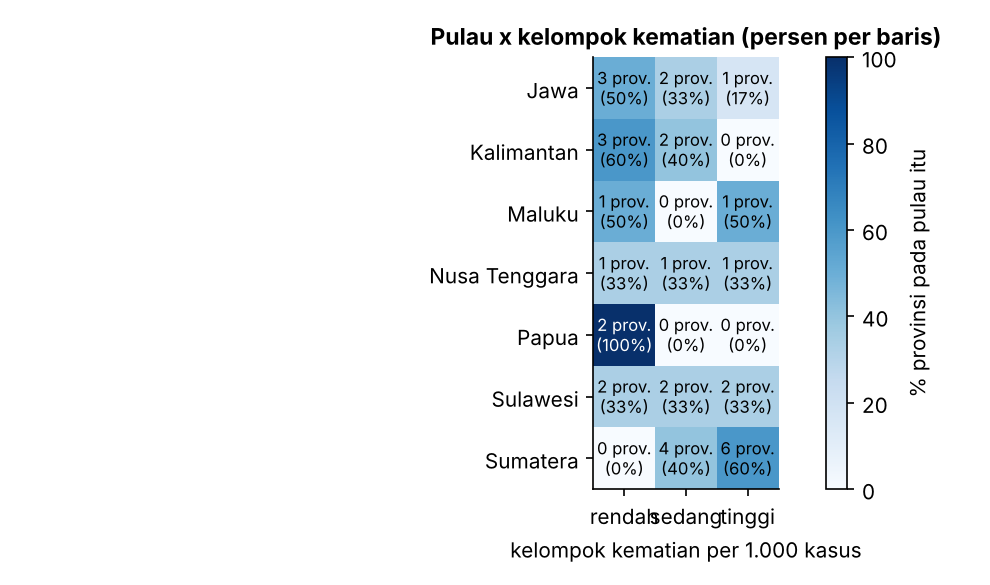 Pulau x kelompok kematian (persen per baris)
Jawa
3 prov.
(50%)
2 prov.
(33%)
1 prov.
(17%)
Kalimantan
3 prov.
(60%)
2 prov.
(40%)
0 prov.
(0%)
Maluku
1 prov.
(50%)
0 prov.
(0%)
1 prov.
(50%)
Nusa Tenggara
1 prov.
(33%)
1 prov.
(33%)
1 prov.
(33%)
Papua
2 prov.
(100%)
0 prov.
(0%)
0 prov.
(0%)
Sulawesi
2 prov.
(33%)
2 prov.
(33%)
2 prov.
(33%)
Sumatera
0 prov.
(0%)
4 prov.
(40%)
6 prov.
(60%)
rendah
sedang
tinggi
kelompok kematian per 1.000 kasus
100
80
60
40
20
0
% provinsi pada pulau itu